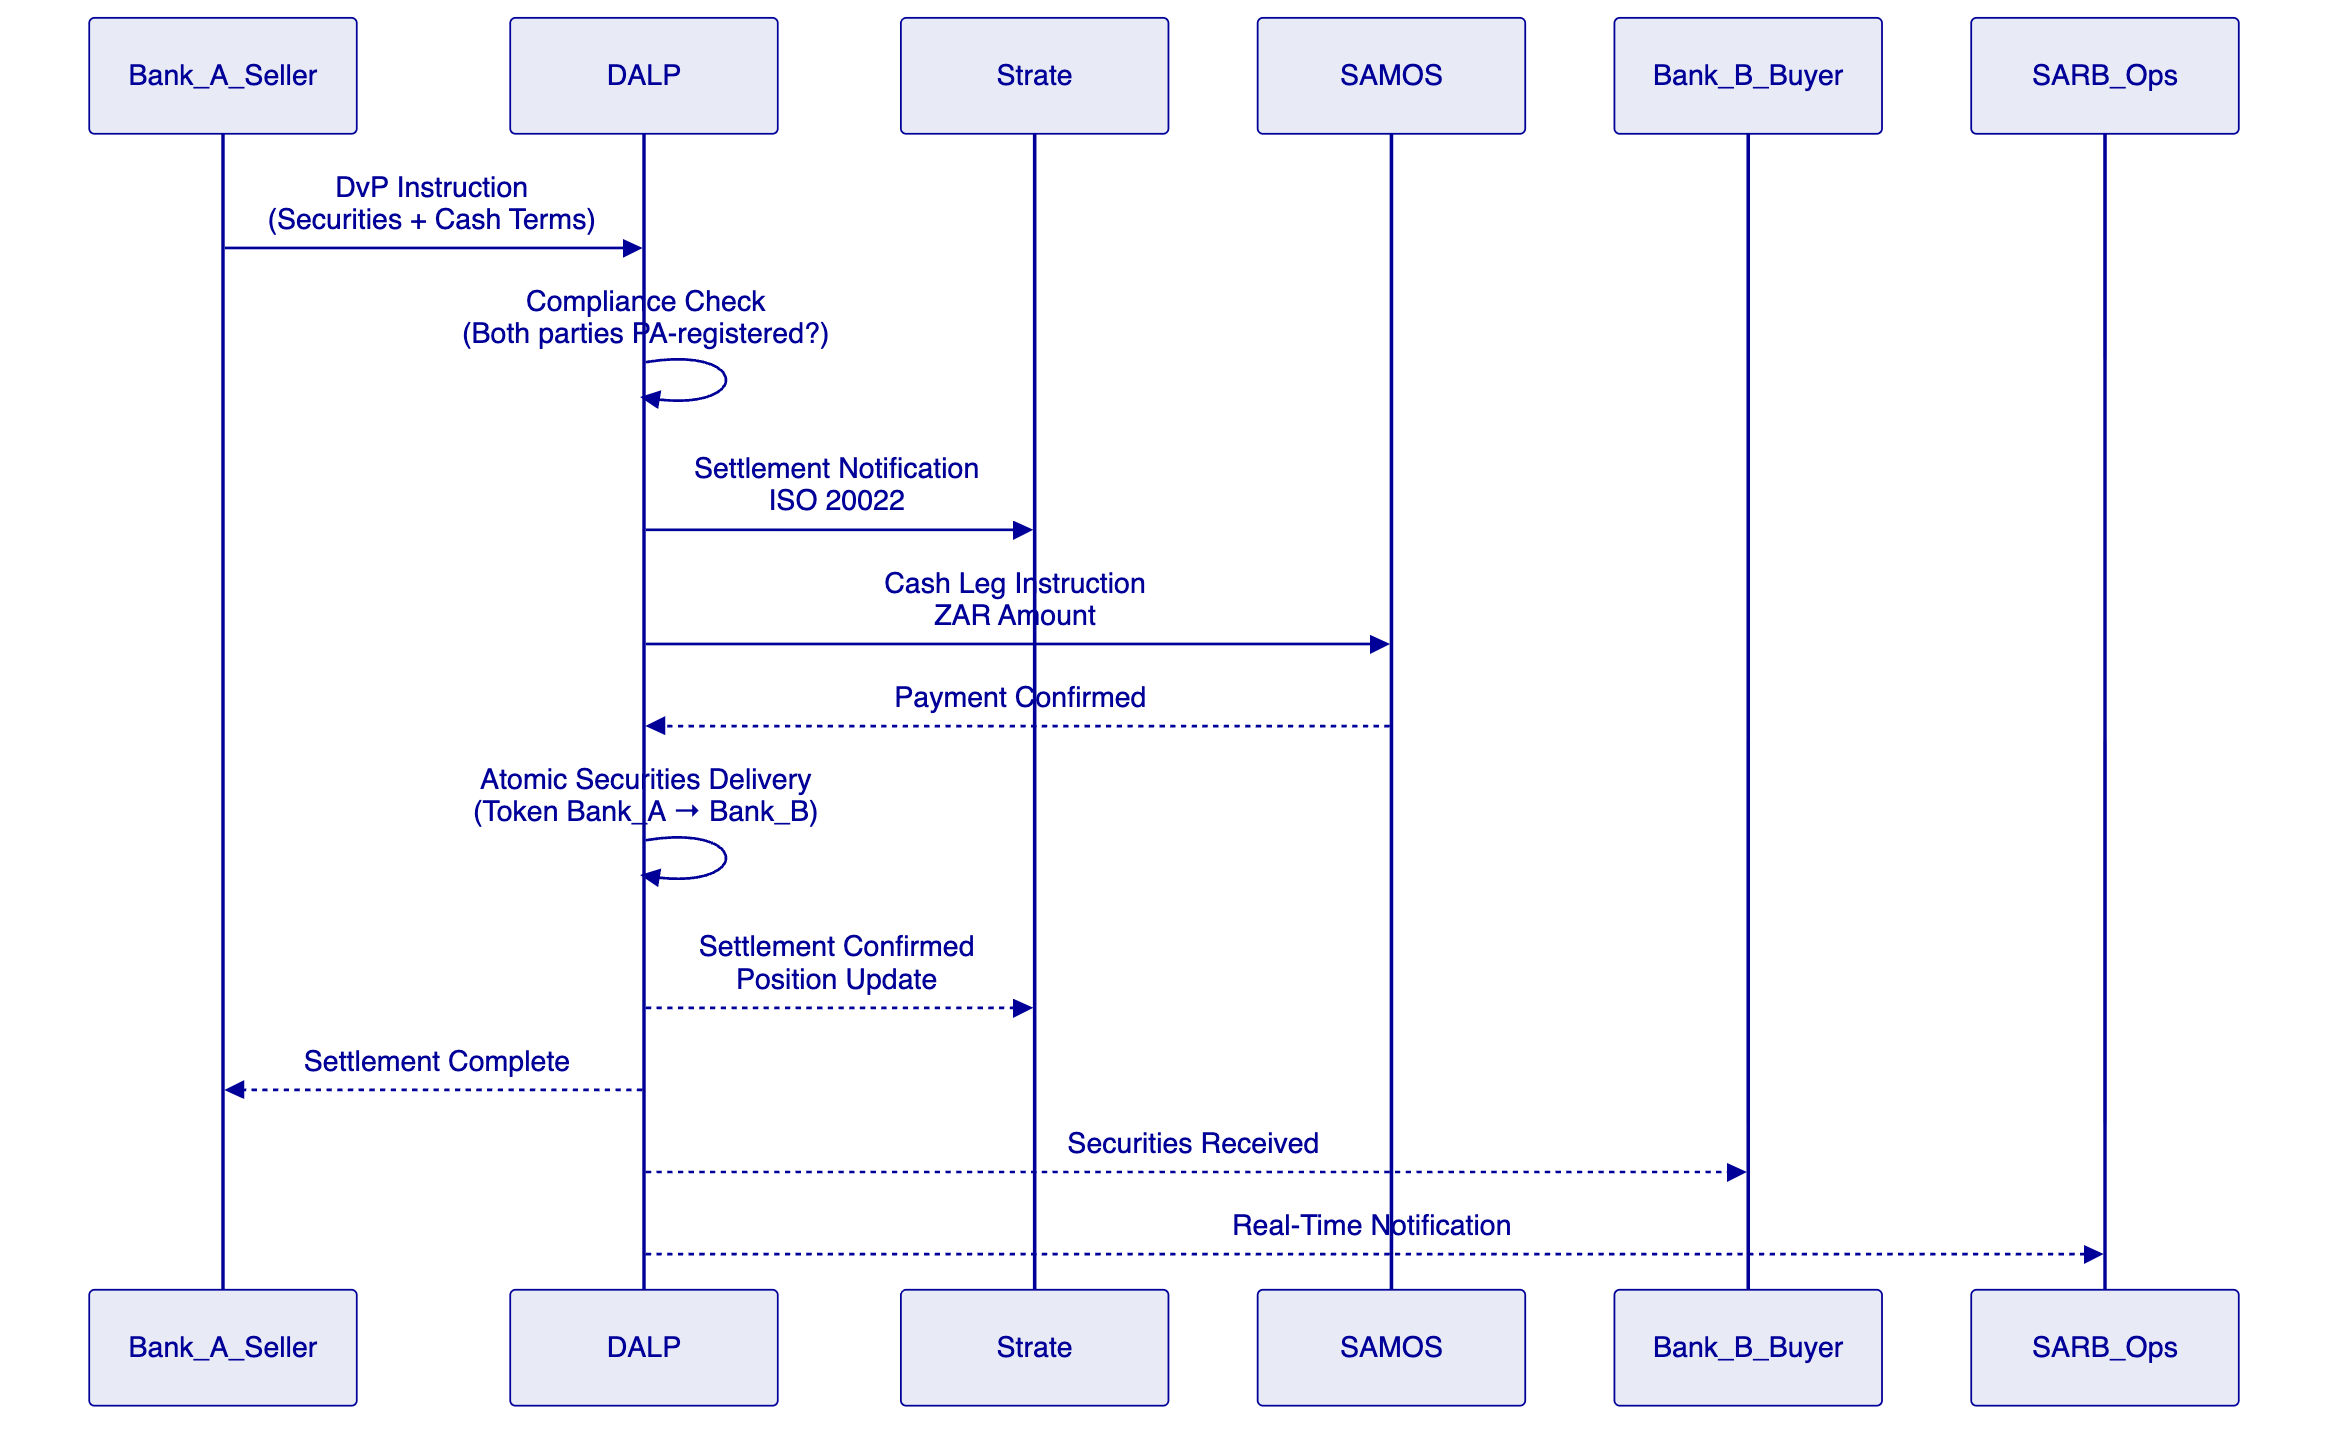 Bank_A_Seller
DALP
Strate
SAMOS
Bank_B_Buyer
SARB_Ops
DvP Instruction
(Securities + Cash Terms)
Compliance Check
(Both parties PA-registered?)
Settlement Notification
ISO 20022
Cash Leg Instruction
ZAR Amount
Payment Confirmed
Atomic Securities Delivery
(Token Bank_A → Bank_B)
Settlement Confirmed
Position Update
Settlement Complete
Securities Received
Real-Time Notification
Bank_A_Seller
DALP
Strate
SAMOS
Bank_B_Buyer
SARB_Ops